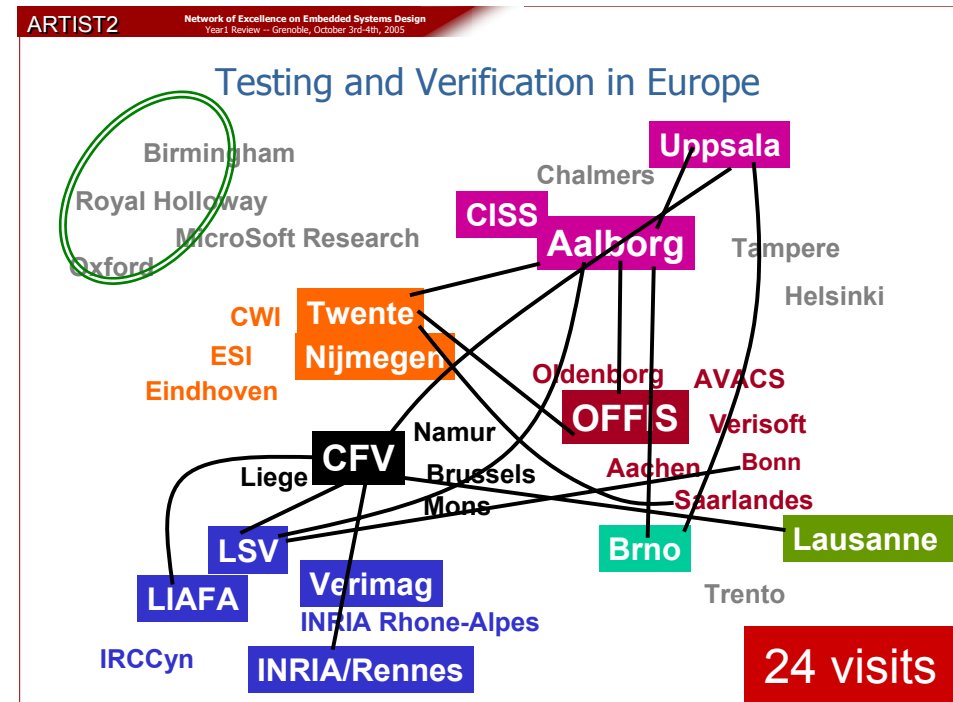 ARTIST2
Network of Excellence on Embedded Systems Design
Year1 Review -- Grenoble, October 3rd-4th, 2005
Testing and Verification in Europe
Birmingham
Uppsala
Chalmers
Royal Holloway
CISS
MicroSoft Research
Aalborg
Tampere
Oxford
Helsinki
CWI
Twente
ESI
Nijmegen
Eindhoven
Oldenborg
AVACS
OFFIS
Verisoft
Namur
CFV
Liege
Brussels
Aachen
Bonn
Mons
Saarlandes
LSV
Brno
Lausanne
Verimag
LIAFA
Trento
INRIA Rhone-Alpes
IRCCyn
INRIA/Rennes
24 visits